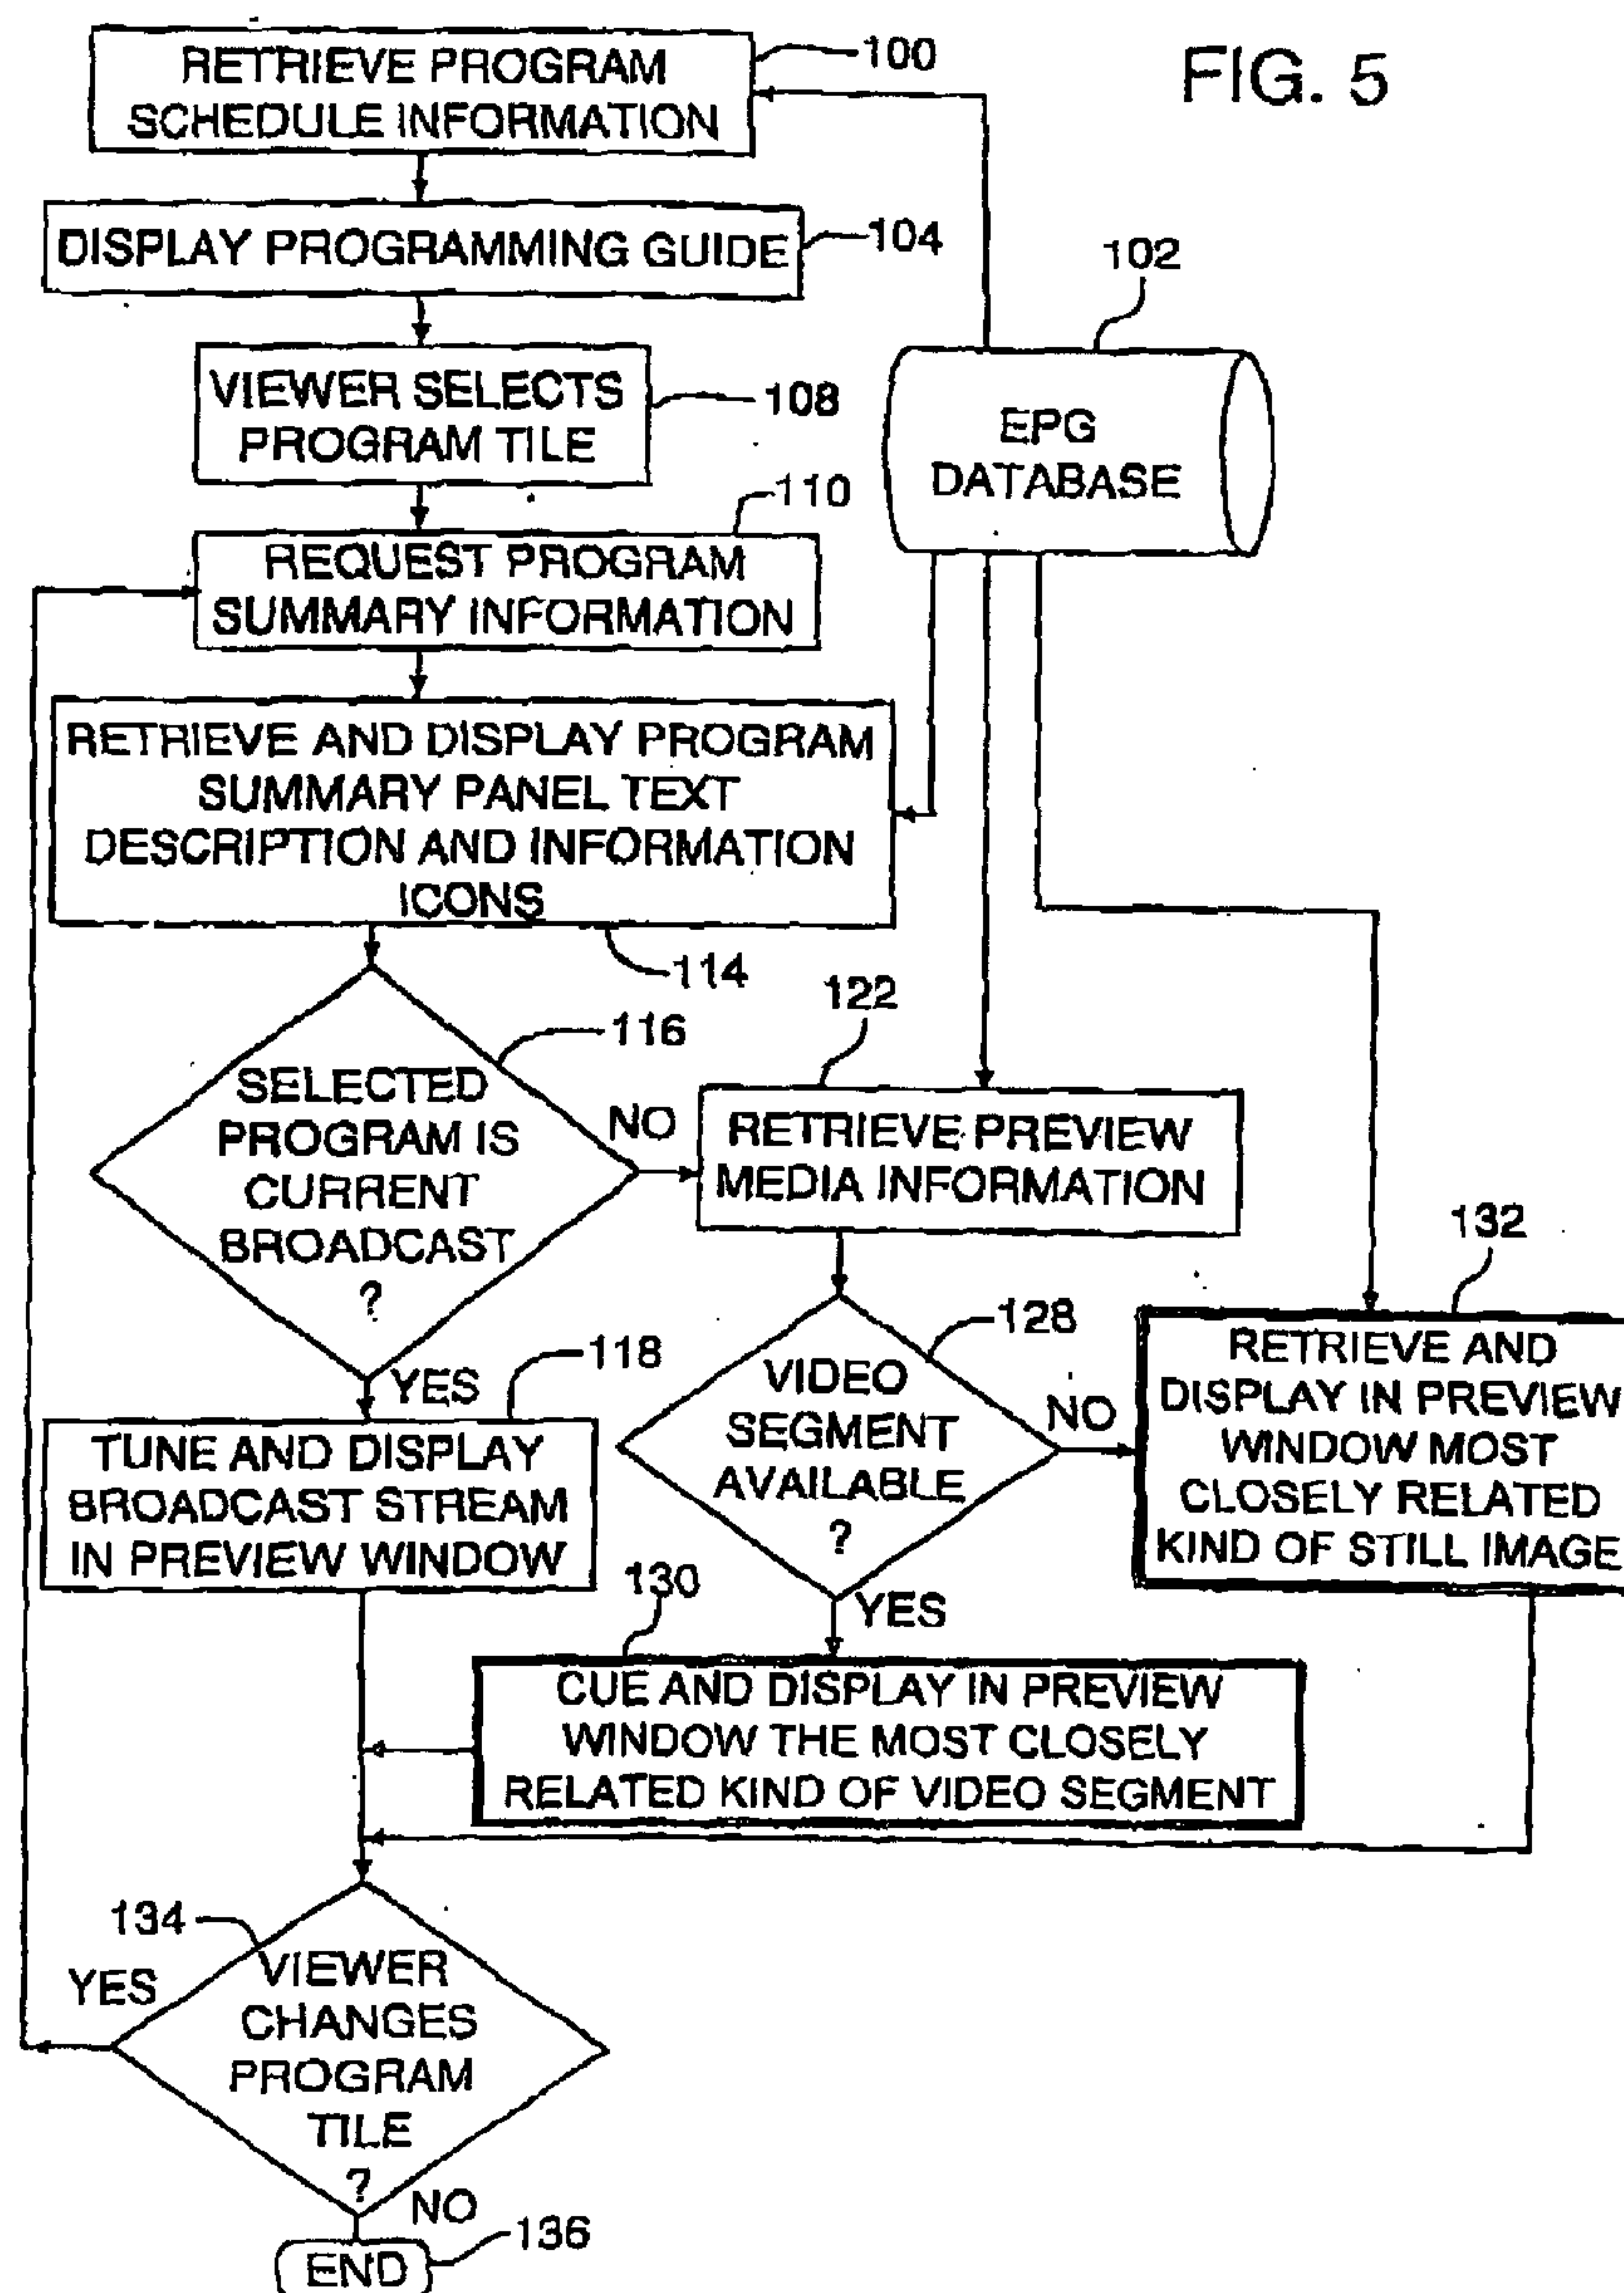 FIG. 5
RETRIEVE PROGRAM
SCHEDULE INFORMATION
100
DISPLAY PROGRAMMING GUIDE
104
102
EPG
DATABASE
VIEWER SELECTS
PROGRAM TILE
108
110
REQUEST PROGRAM
SUMMARY INFORMATION
RETRIEVE AND DISPLAY PROGRAM
SUMMARY PANEL TEXT
DESCRIPTION AND INFORMATION
ICONS
114
116
SELECTED
PROGRAM IS
CURRENT
BROADCAST
?
NO
YES
122
RETRIEVE PREVIEW
MEDIA INFORMATION
118
TUNE AND DISPLAY
BROADCAST STREAM
IN PREVIEW WINDOW
128
VIDEO
SEGMENT
AVAILABLE
?
NO
YES
132
RETRIEVE AND
DISPLAY IN PREVIEW
WINDOW MOST
CLOSELY RELATED
KIND OF STILL IMAGE
130
CUE AND DISPLAY IN PREVIEW
WINDOW THE MOST CLOSELY
RELATED KIND OF VIDEO SEGMENT
134
YES
VIEWER
CHANGES
PROGRAM
TILE
?
NO
END
136